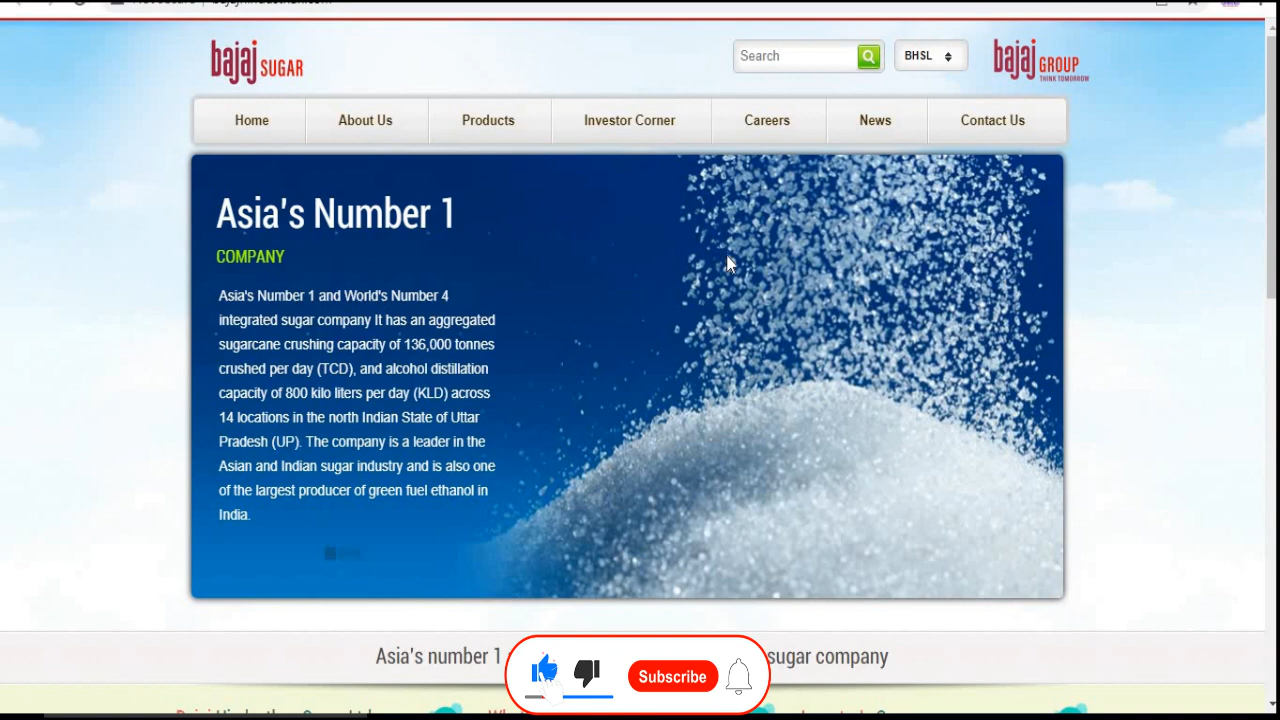 bajaj SUGAR
Search
BHSL
bajaj GROUP
THINK TOMORROW
Home
About Us
Products
Investor Corner
Careers
News
Contact Us
Asia's Number 1
COMPANY
Asia's Number 1 and World's Number 4
integrated sugar company It has an aggregated
sugarcane crushing capacity of 136,000 tonnes
crushed per day (TCD), and alcohol distillation
capacity of 800 kilo liters per day (KLD) across
14 locations in the north Indian State of Uttar
Pradesh (UP). The company is a leader in the
Asian and Indian sugar industry and is also one
of the largest producer of green fuel ethanol in
India.
Asia's number 1
sugar company
Subscribe